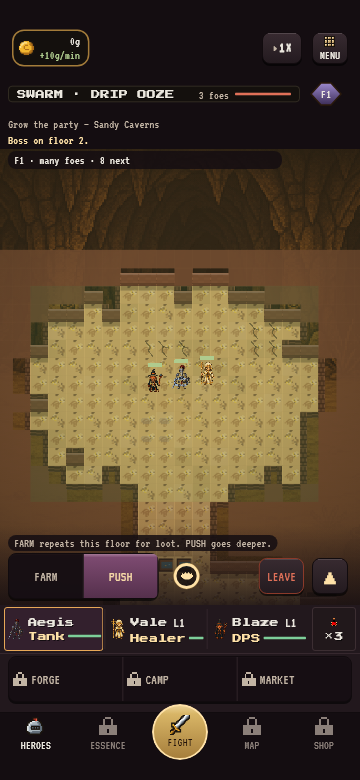 0g
+10g/min
1X
MENU
SWARM · DRIP OOZE
3 foes
F1
Grow the party – Sandy Caverns
Boss on floor 2.
F1 · many foes · 8 next
FARM repeats this floor for loot. PUSH goes deeper.
FARM
PUSH
LEAVE
Aegis
Tank
Vale L1
Healer
Blaze L1
DPS
×3
FORGE
CAMP
MARKET
HEROES
ESSENCE
FIGHT
MAP
SHOP